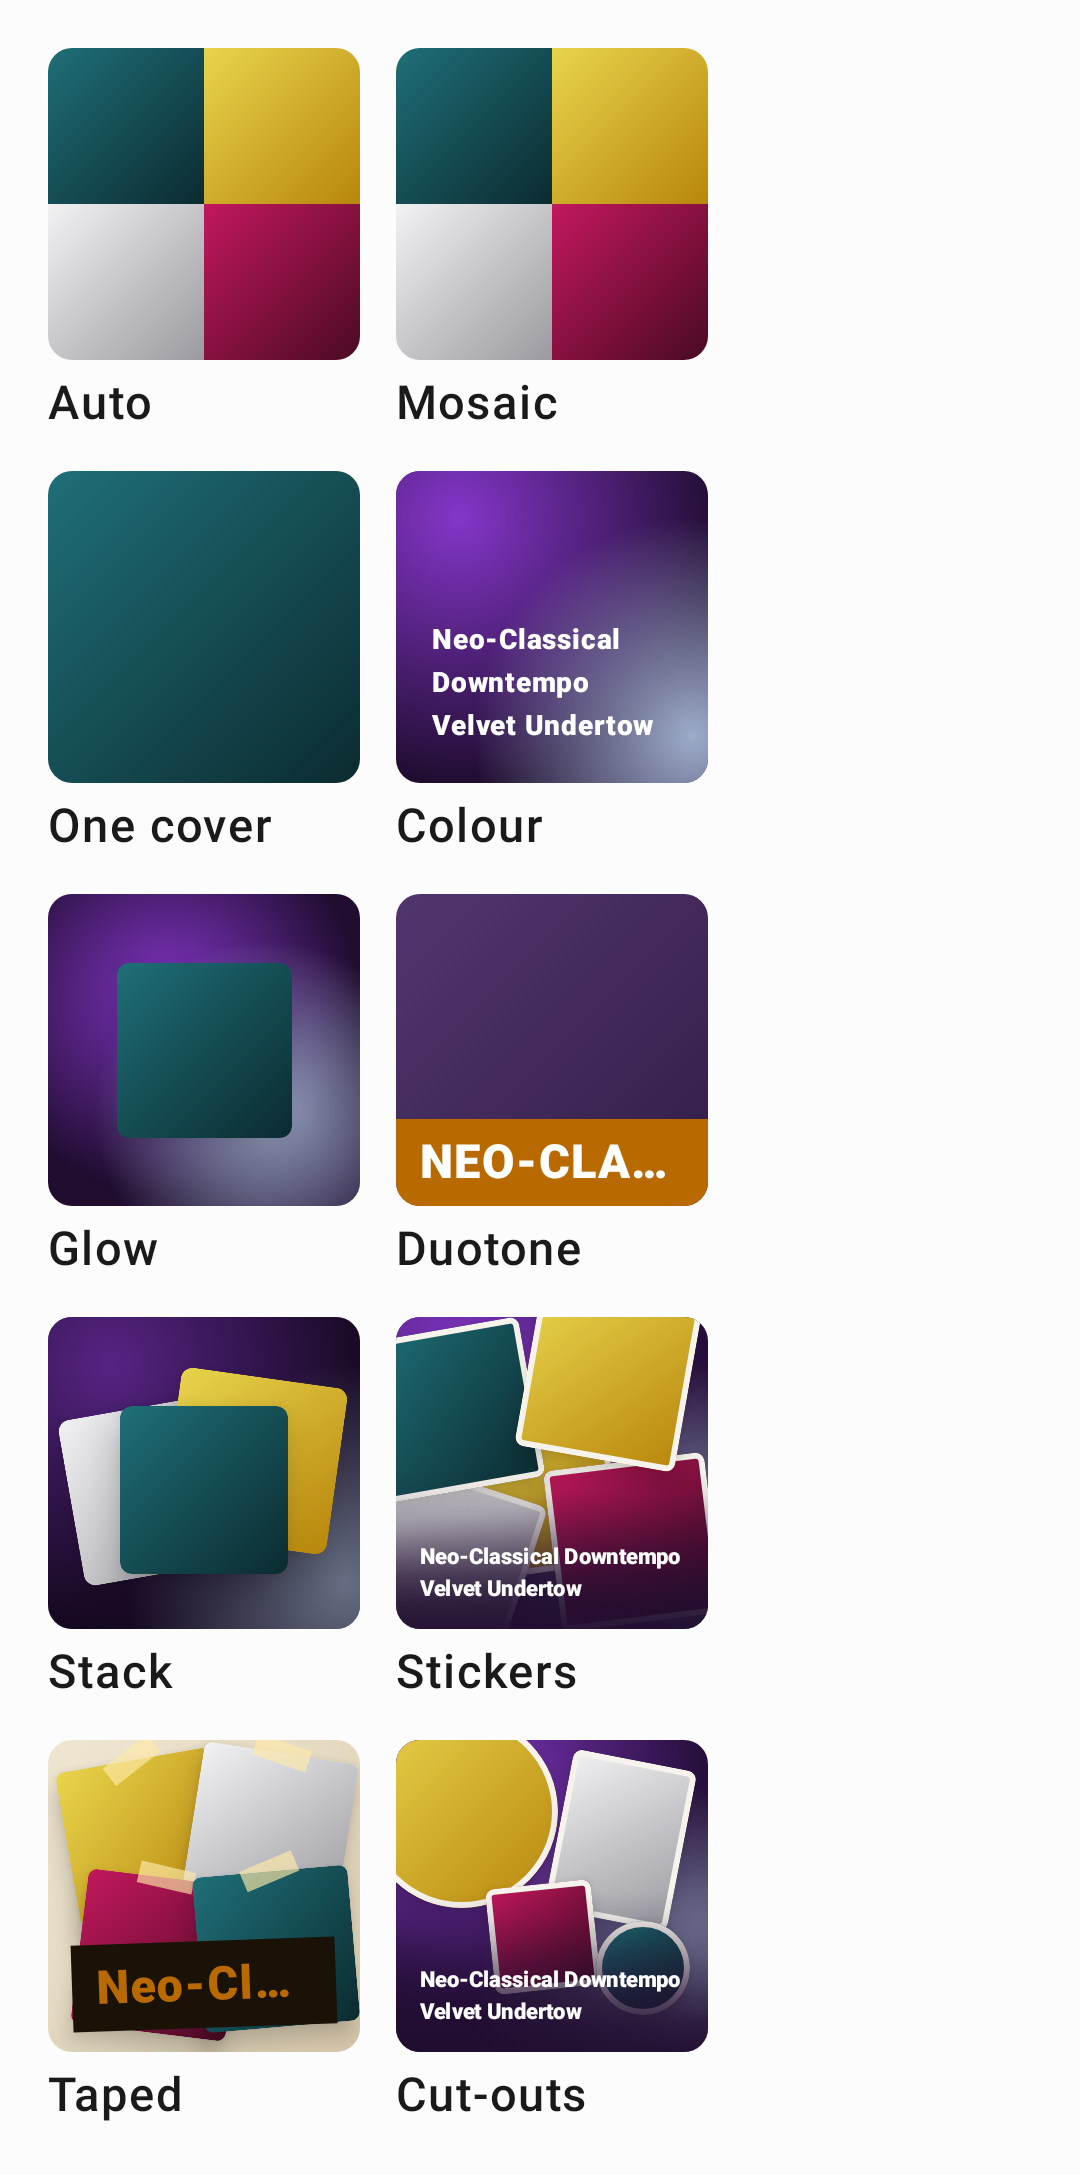 Auto
Mosaic
Neo-Classical
Downtempo
Velvet Undertow
One cover
Colour
NEO-CLA...
Glow
Duotone
Neo-Classical Downtempo
Velvet Undertow
Stack
Stickers
Neo-Cl...
Neo-Classical Downtempo
Velvet Undertow
Taped
Cut-outs